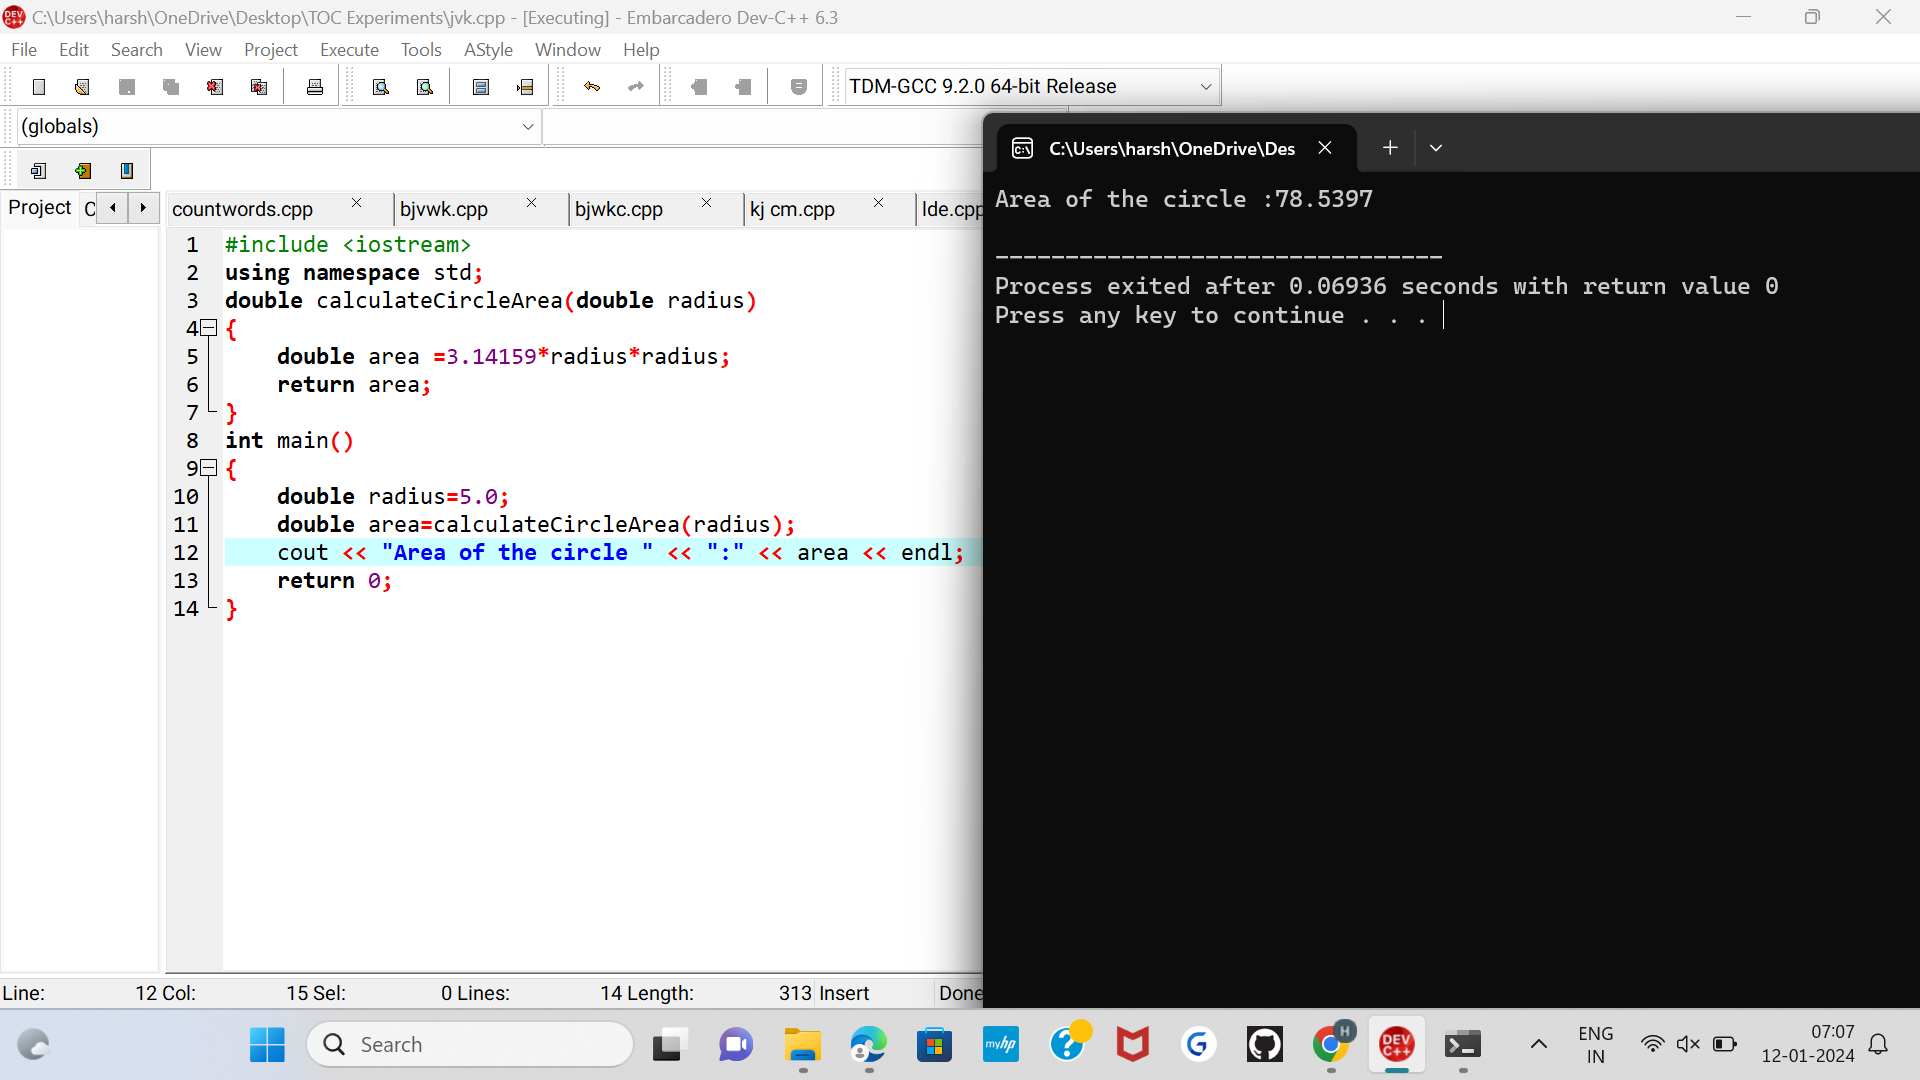 C:\Users\harsh\OneDrive\Desktop\TOC Experiments\jvk.cpp - [Executing] - Embarcadero Dev-C++ 6.3
File Edit Search View Project Execute Tools AStyle Window Help
TDM-GCC 9.2.0 64-bit Release
(globals)
Project C
countwords.cpp bjvwk.cpp bjwkc.cpp kj cm.cpp lde.cpp
1 #include <iostream>
2 using namespace std;
3 double calculateCircleArea(double radius)
4 {
5 double area =3.14159*radius*radius;
6 return area;
7 }
8 int main()
9 {
10 double radius=5.0;
11 double area=calculateCircleArea(radius);
12 cout << "Area of the circle " << ":" << area << endl;
13 return 0;
14 }
C:\Users\harsh\OneDrive\Des
Area of the circle :78.5397
--------------------------------
Process exited after 0.06936 seconds with return value 0
Press any key to continue . . .
Line: 12 Col: 15 Sel: 0 Lines: 14 Length: 313 Insert Done
Search
myhp
H
DEV C++
ENG
IN
07:07
12-01-2024